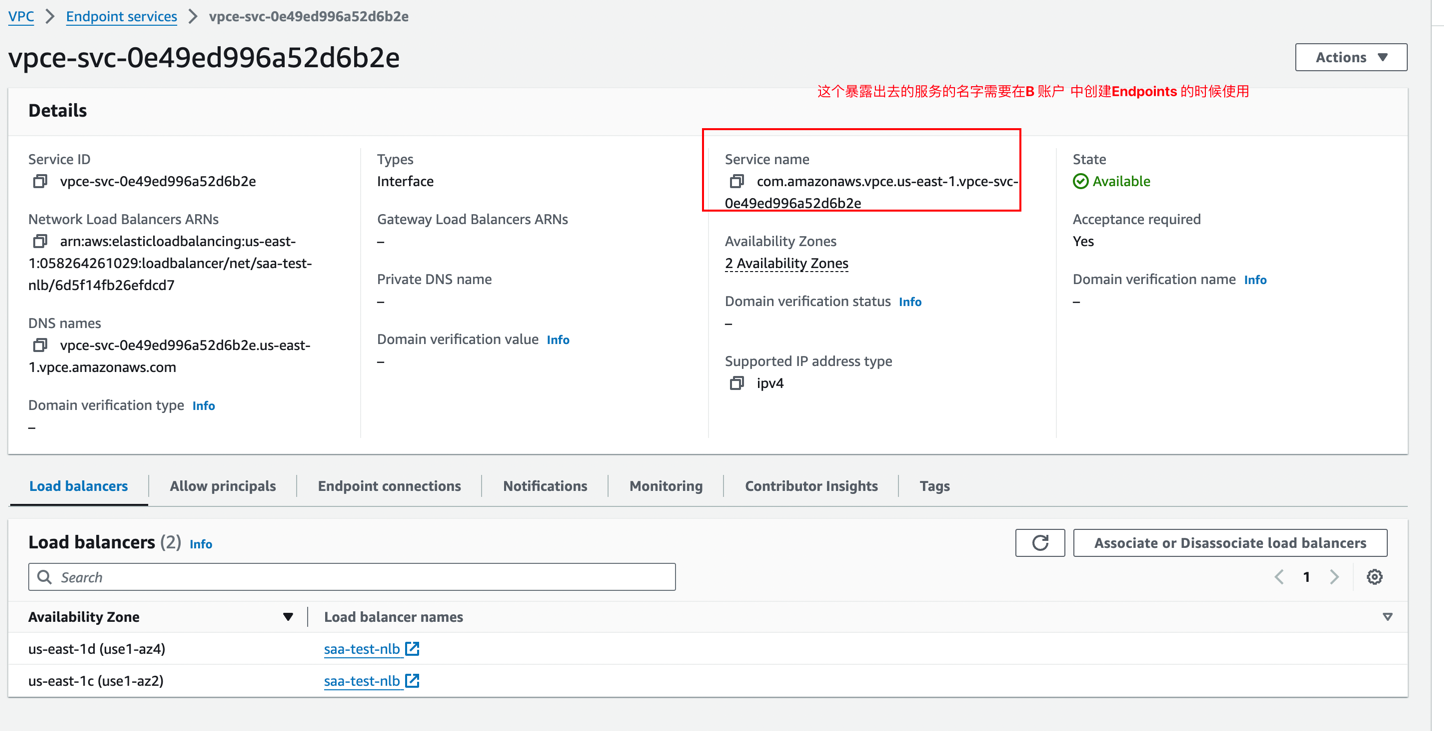 VPC > Endpoint services > vpce-svc-0e49ed996a52d6b2e
vpce-svc-0e49ed996a52d6b2e
Actions
这个暴露出去的服务的名字需要在B 账户 中创建Endpoints 的时候使用
Details
Service ID
vpce-svc-0e49ed996a52d6b2e
Network Load Balancers ARNs
arn:aws:elasticloadbalancing:us-east-
1:058264261029:loadbalancer/net/saa-test-
nlb/6d5f14fb26efdcd7
DNS names
vpce-svc-0e49ed996a52d6b2e.us-east-
1.vpce.amazonaws.com
Domain verification type Info
–
Types
Interface
Gateway Load Balancers ARNs
–
Private DNS name
–
Domain verification value Info
–
Service name
com.amazonaws.vpce.us-east-1.vpce-svc-
0e49ed996a52d6b2e
Availability Zones
2 Availability Zones
Domain verification status Info
–
Supported IP address type
ipv4
State
Available
Acceptance required
Yes
Domain verification name Info
–
Load balancers
Allow principals
Endpoint connections
Notifications
Monitoring
Contributor Insights
Tags
Load balancers (2) Info
Associate or Disassociate load balancers
Search
1
Availability Zone
Load balancer names
us-east-1d (use1-az4)
saa-test-nlb
us-east-1c (use1-az2)
saa-test-nlb